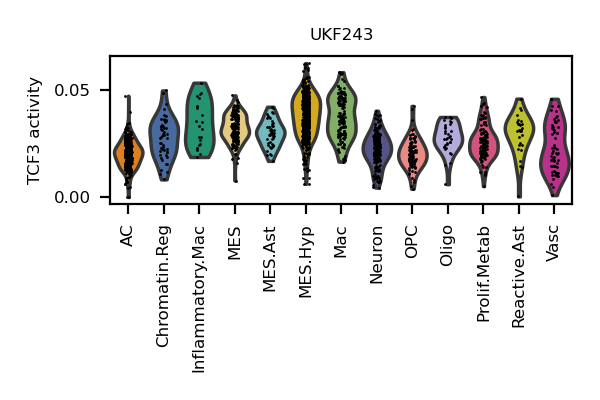 UKF243
TCF3 activity
0.05
0.00
AC
Chromatin.Reg
Inflammatory.Mac
MES
MES.Ast
MES.Hyp
Mac
Neuron
OPC
Oligo
Prolif.Metab
Reactive.Ast
Vasc